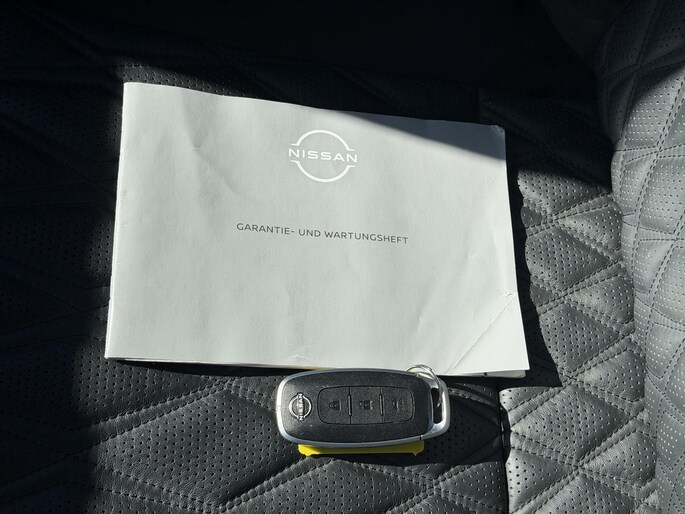 NISSAN
GARANTIE- UND WARTUNGSHEFT